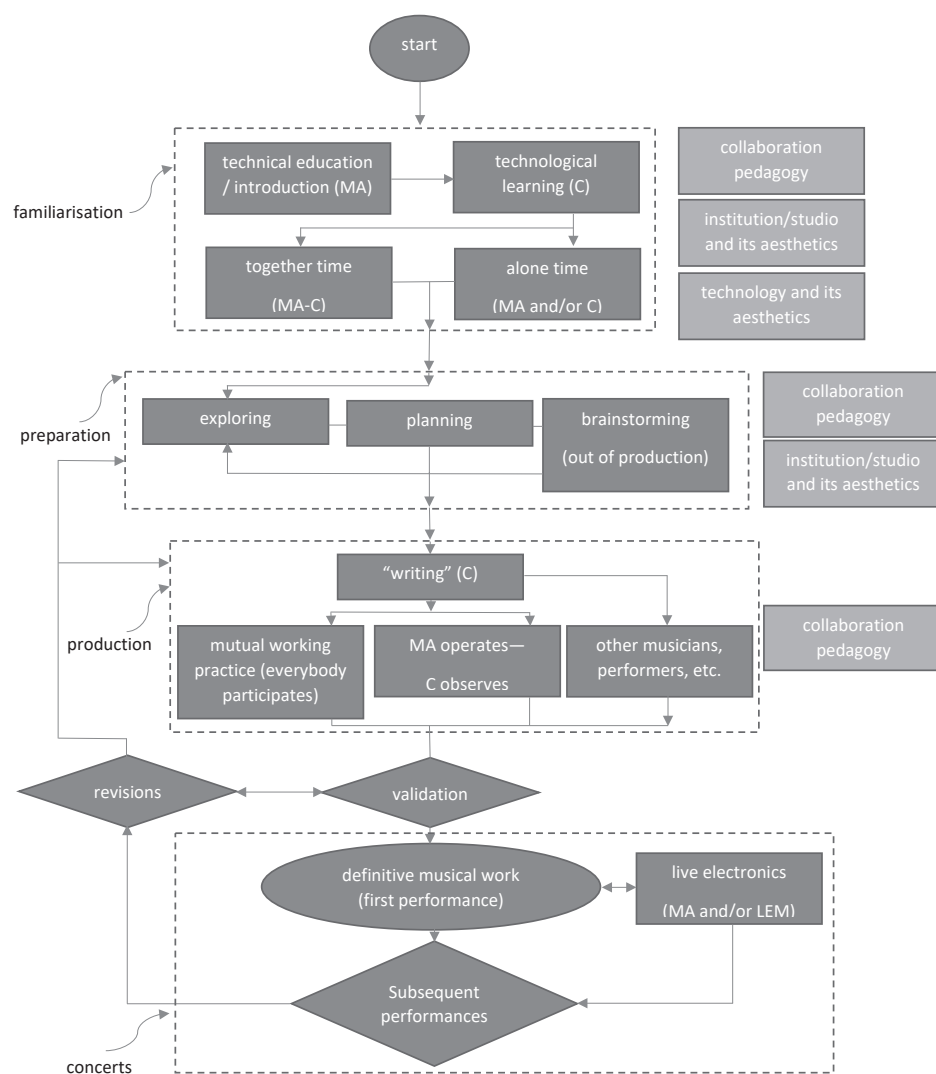 start
familiarisation
technical education
/ introduction (MA)
technological
learning (C)
together time
(MA-C)
alone time
(MA and/or C)
collaboration
pedagogy
institution/studio
and its aesthetics
technology and its
aesthetics
preparation
exploring
planning
brainstorming
(out of production)
collaboration
pedagogy
institution/studio
and its aesthetics
production
“writing” (C)
mutual working
practice (everybody
participates)
MA operates—
C observes
other musicians,
performers, etc.
collaboration
pedagogy
revisions
validation
definitive musical work
(first performance)
live electronics
(MA and/or LEM)
Subsequent
performances
concerts